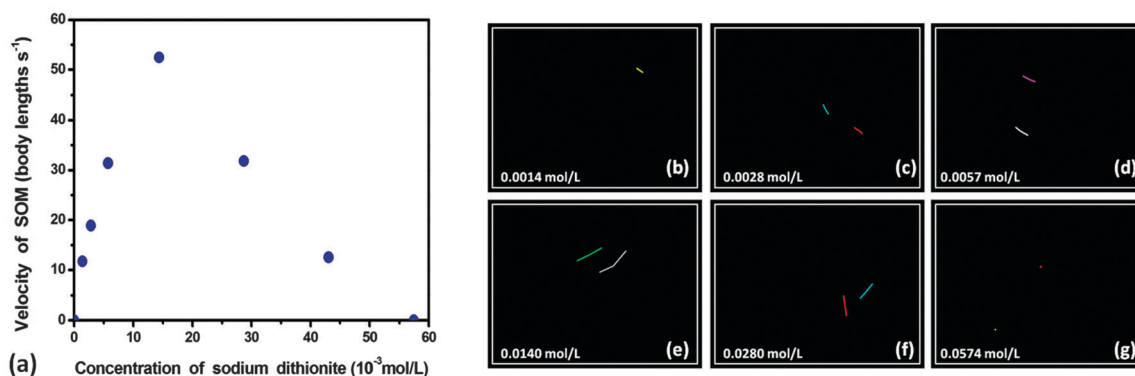 60
50
40
30
20
10
0
Velocity of SOM (body lengths s⁻¹)
0 10 20 30 40 50 60
Concentration of sodium dithionite (10⁻³mol/L)
(a)
0.0014 mol/L (b)
0.0028 mol/L (c)
0.0057 mol/L (d)
0.0140 mol/L (e)
0.0280 mol/L (f)
0.0574 mol/L (g)